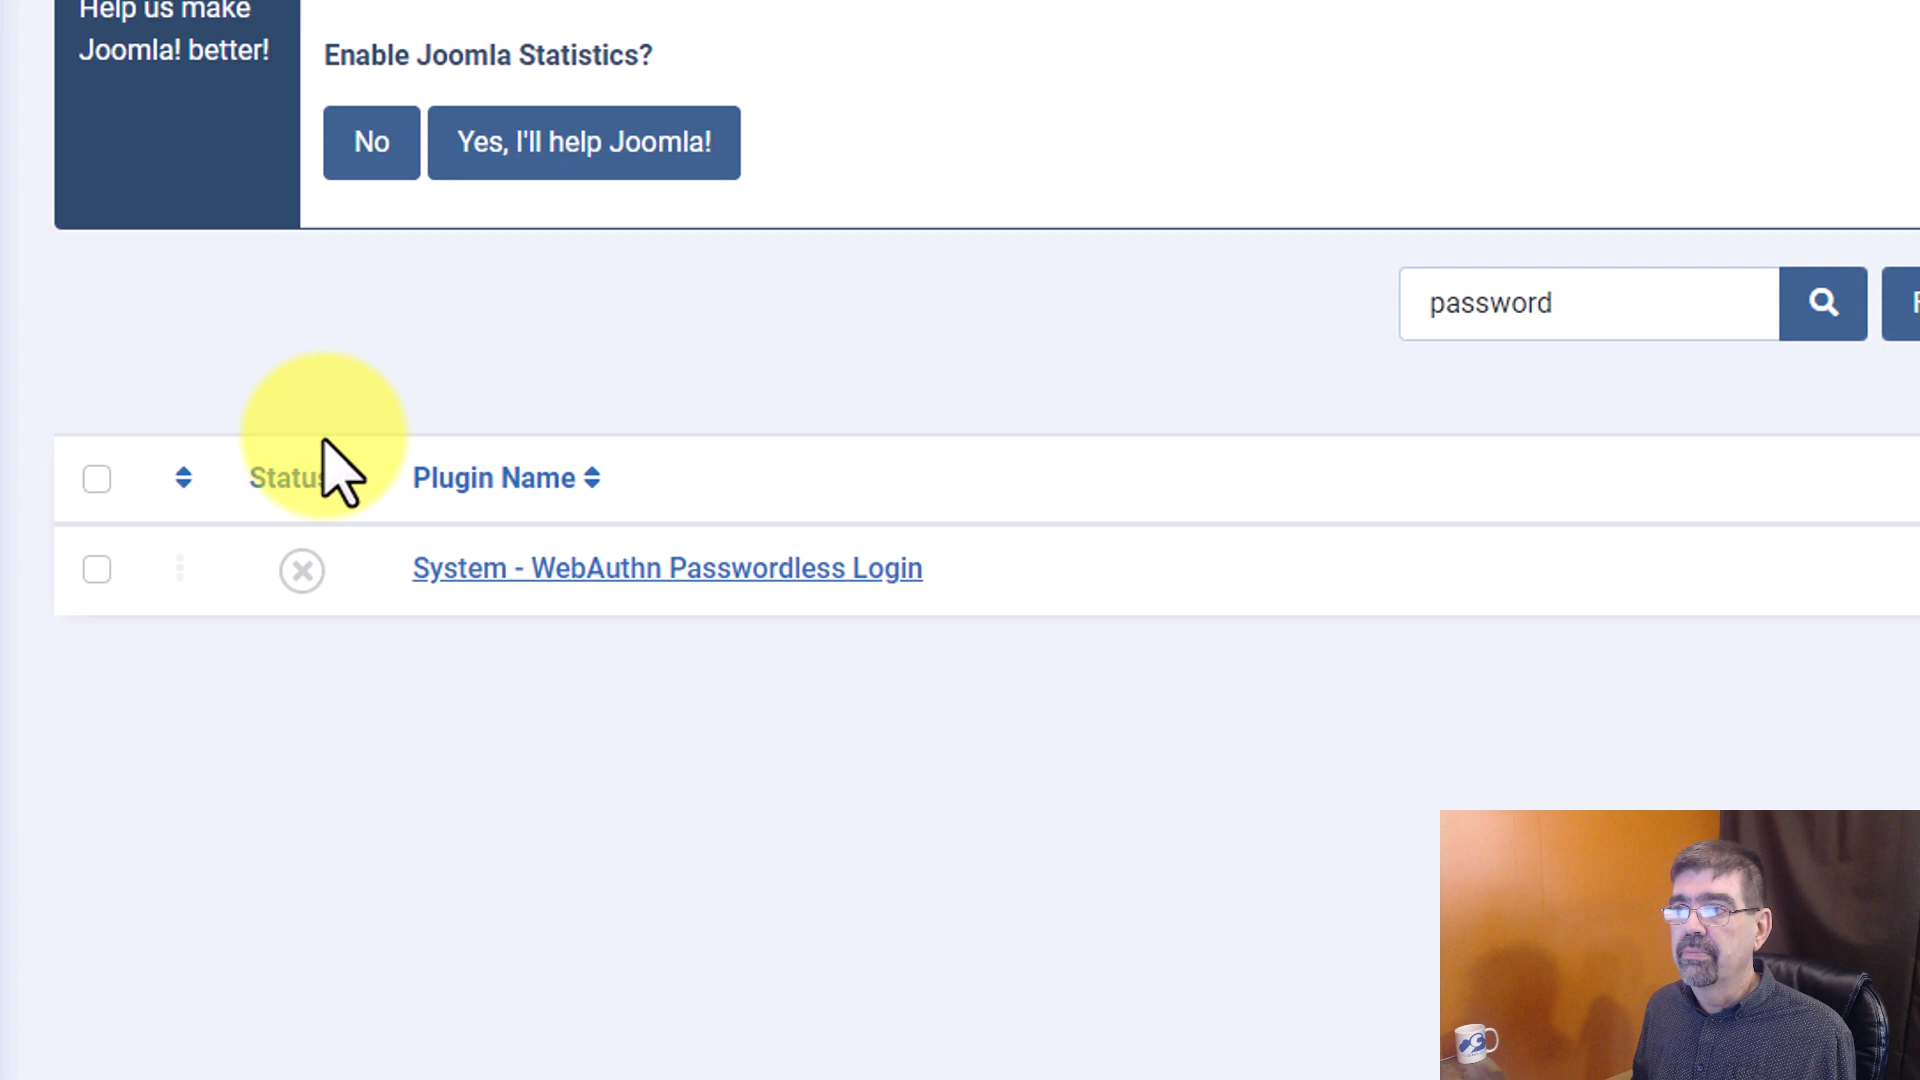 Help us make
Joomla! better!
Enable Joomla Statistics?
No
Yes, I'll help Joomla!
password
Status
Plugin Name
System - WebAuthn Passwordless Login